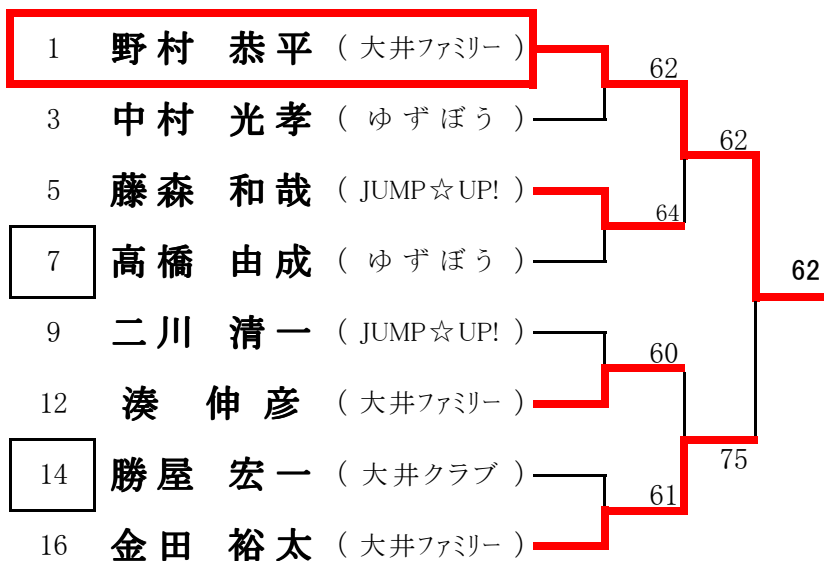 1 野村 恭平 ( 大井ファミリー )
62
3 中村 光孝 ( ゆずぼう )
62
5 藤森 和哉 ( JUMP☆UP! )
64
7 高橋 由成 ( ゆずぼう )
62
9 二川 清一 ( JUMP☆UP! )
60
12 湊 伸彦 ( 大井ファミリー )
75
14 勝屋 宏一 ( 大井クラブ )
61
16 金田 裕太 ( 大井ファミリー )